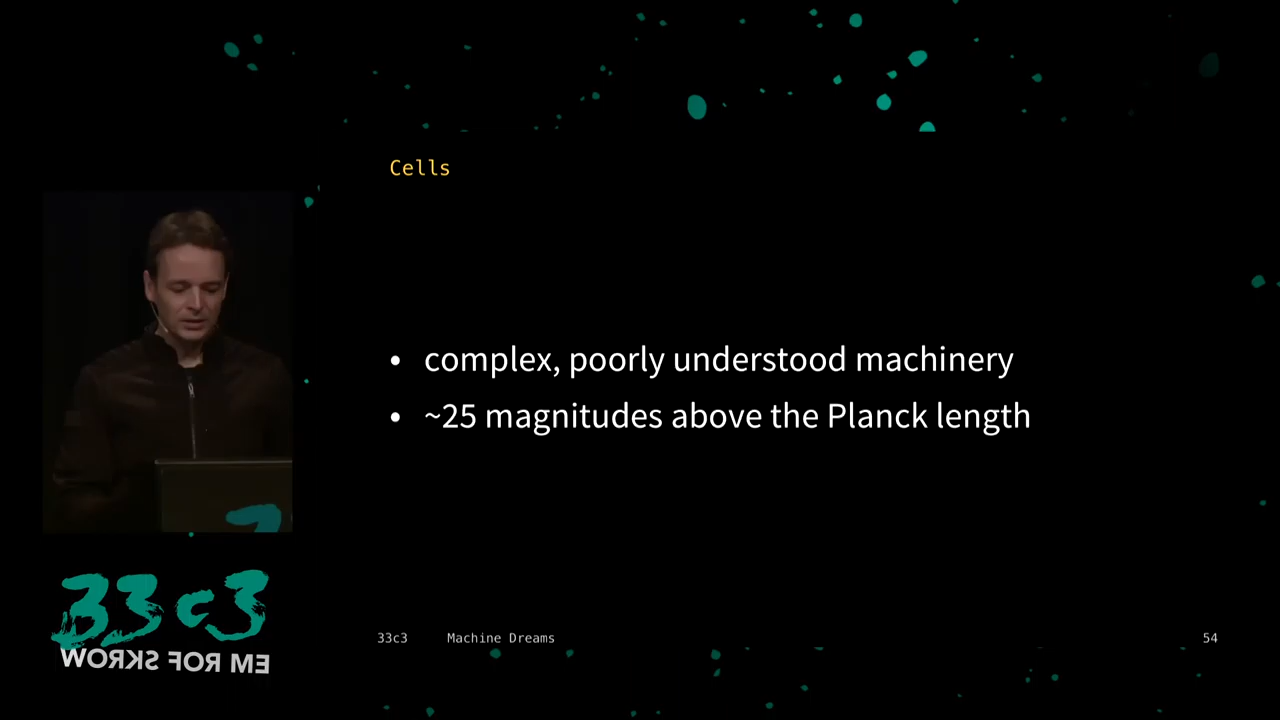 Cells
• complex, poorly understood machinery
• ~25 magnitudes above the Planck length
33c3
WORKS FOR ME
33c3 Machine Dreams 54